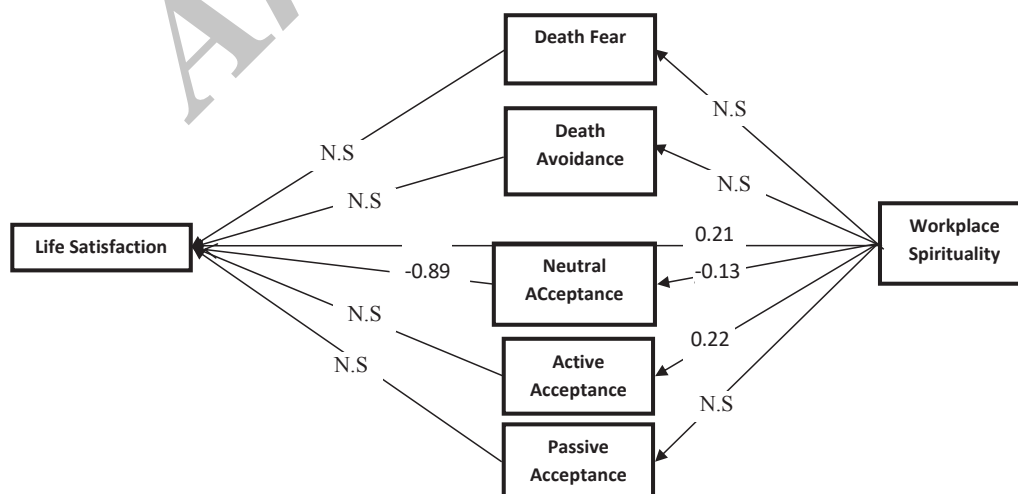 Death Fear
N.S
Death
Avoidance
N.S
N.S
N.S
Life Satisfaction
Workplace
Spirituality
0.21
-0.89
Neutral
ACceptance
-0.13
N.S
0.22
Active
Acceptance
N.S
N.S
Passive
Acceptance